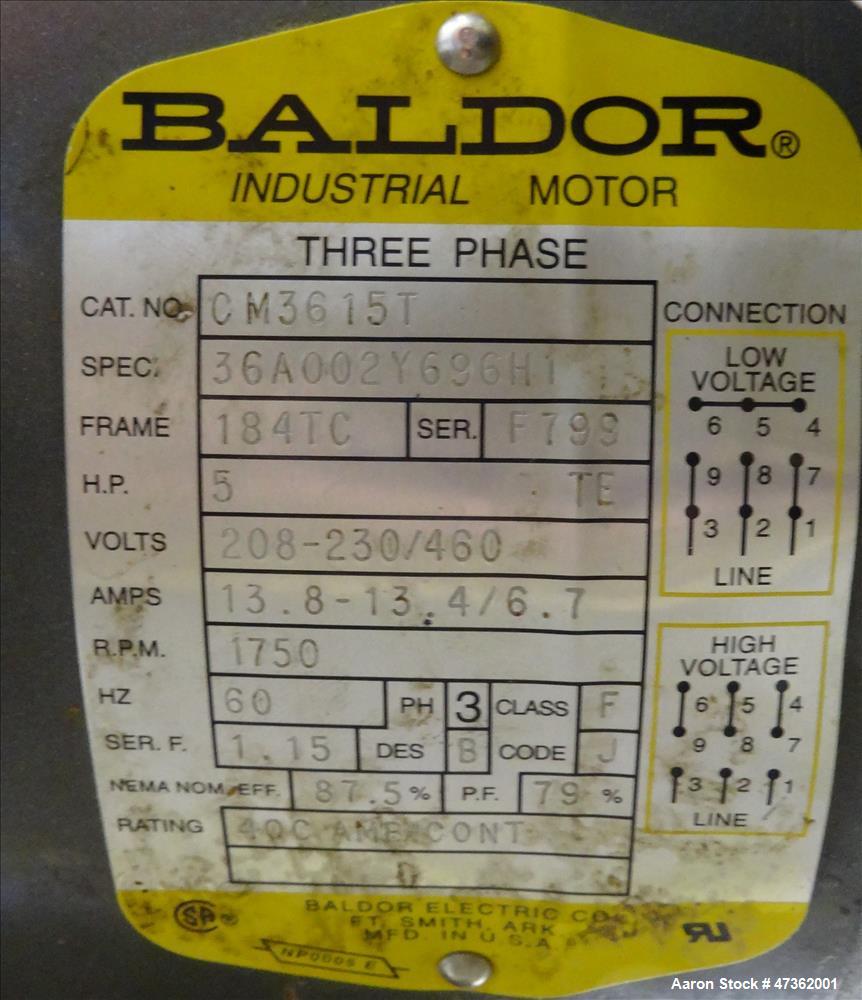 BALDOR®
INDUSTRIAL MOTOR
THREE PHASE
CAT. NO. CM3615T
SPEC. 36A002Y696H1
FRAME 184TC SER. F799
H.P. 5 TE
VOLTS 208-230/460
AMPS 13.8-13.4/6.7
R.P.M. 1750
HZ 60 PH 3 CLASS F
SER. F. 1.15 DES B CODE J
NEMA NOM. EFF. 87.5 % P.F. 79 %
RATING 40C AMB-CONT
CONNECTION
LOW
VOLTAGE
6 5 4
9 8 7
3 2 1
LINE
HIGH
VOLTAGE
6 5 4
9 8 7
3 2 1
LINE
BALDOR ELECTRIC CO.
FT. SMITH, ARK
MFD. IN U.S.A.
Aaron Stock # 47362001